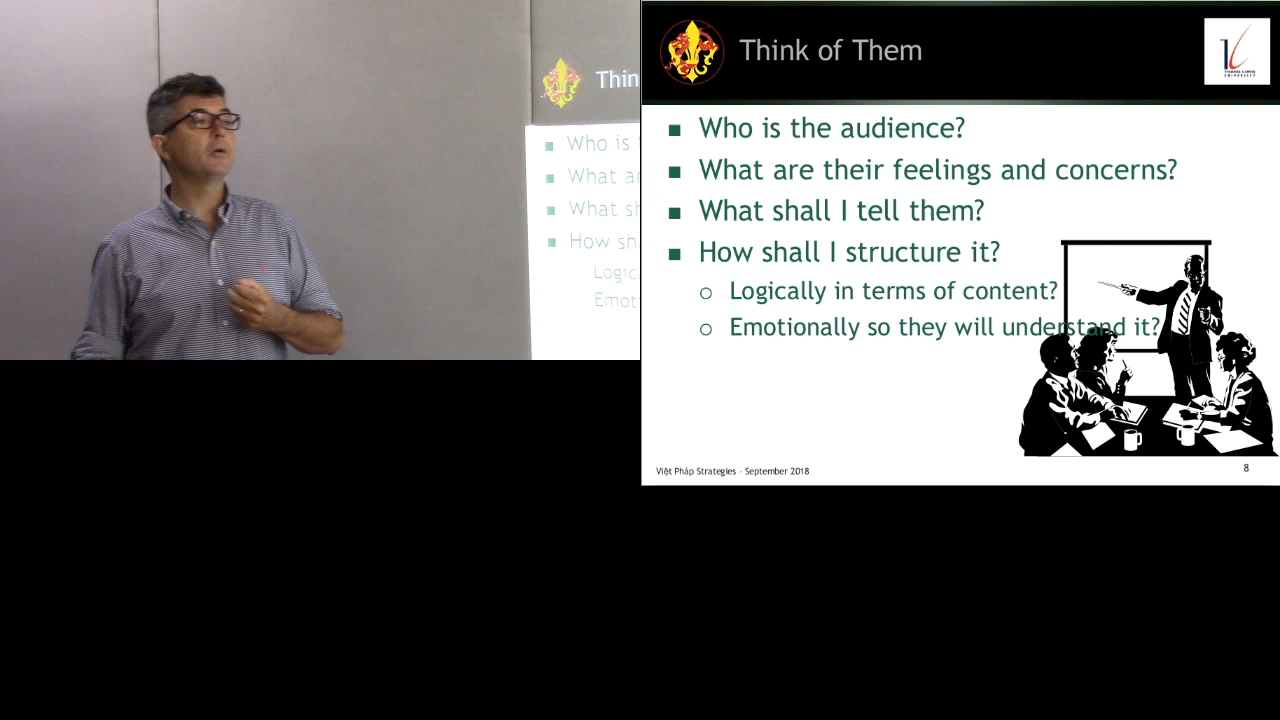 Thin
Who is
What ar
What sh
How sh
Logic
Emot
Think of Them
Who is the audience?
What are their feelings and concerns?
What shall I tell them?
How shall I structure it?
Logically in terms of content?
Emotionally so they will understand it?
Việt Pháp Strategies - September 2018
8